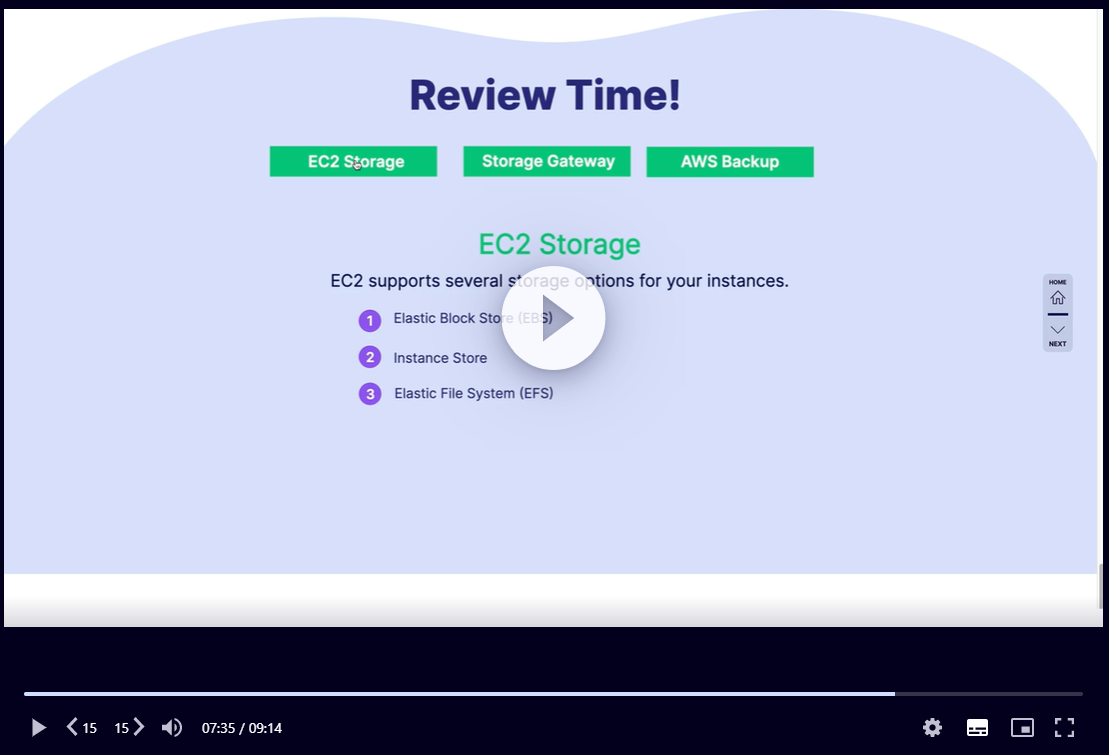 Review Time!
EC2 Storage
Storage Gateway
AWS Backup
EC2 Storage
EC2 supports several storage options for your instances.
1 Elastic Block Store (EBS)
2 Instance Store
3 Elastic File System (EFS)
HOME
NEXT
15
15
07:35 / 09:14